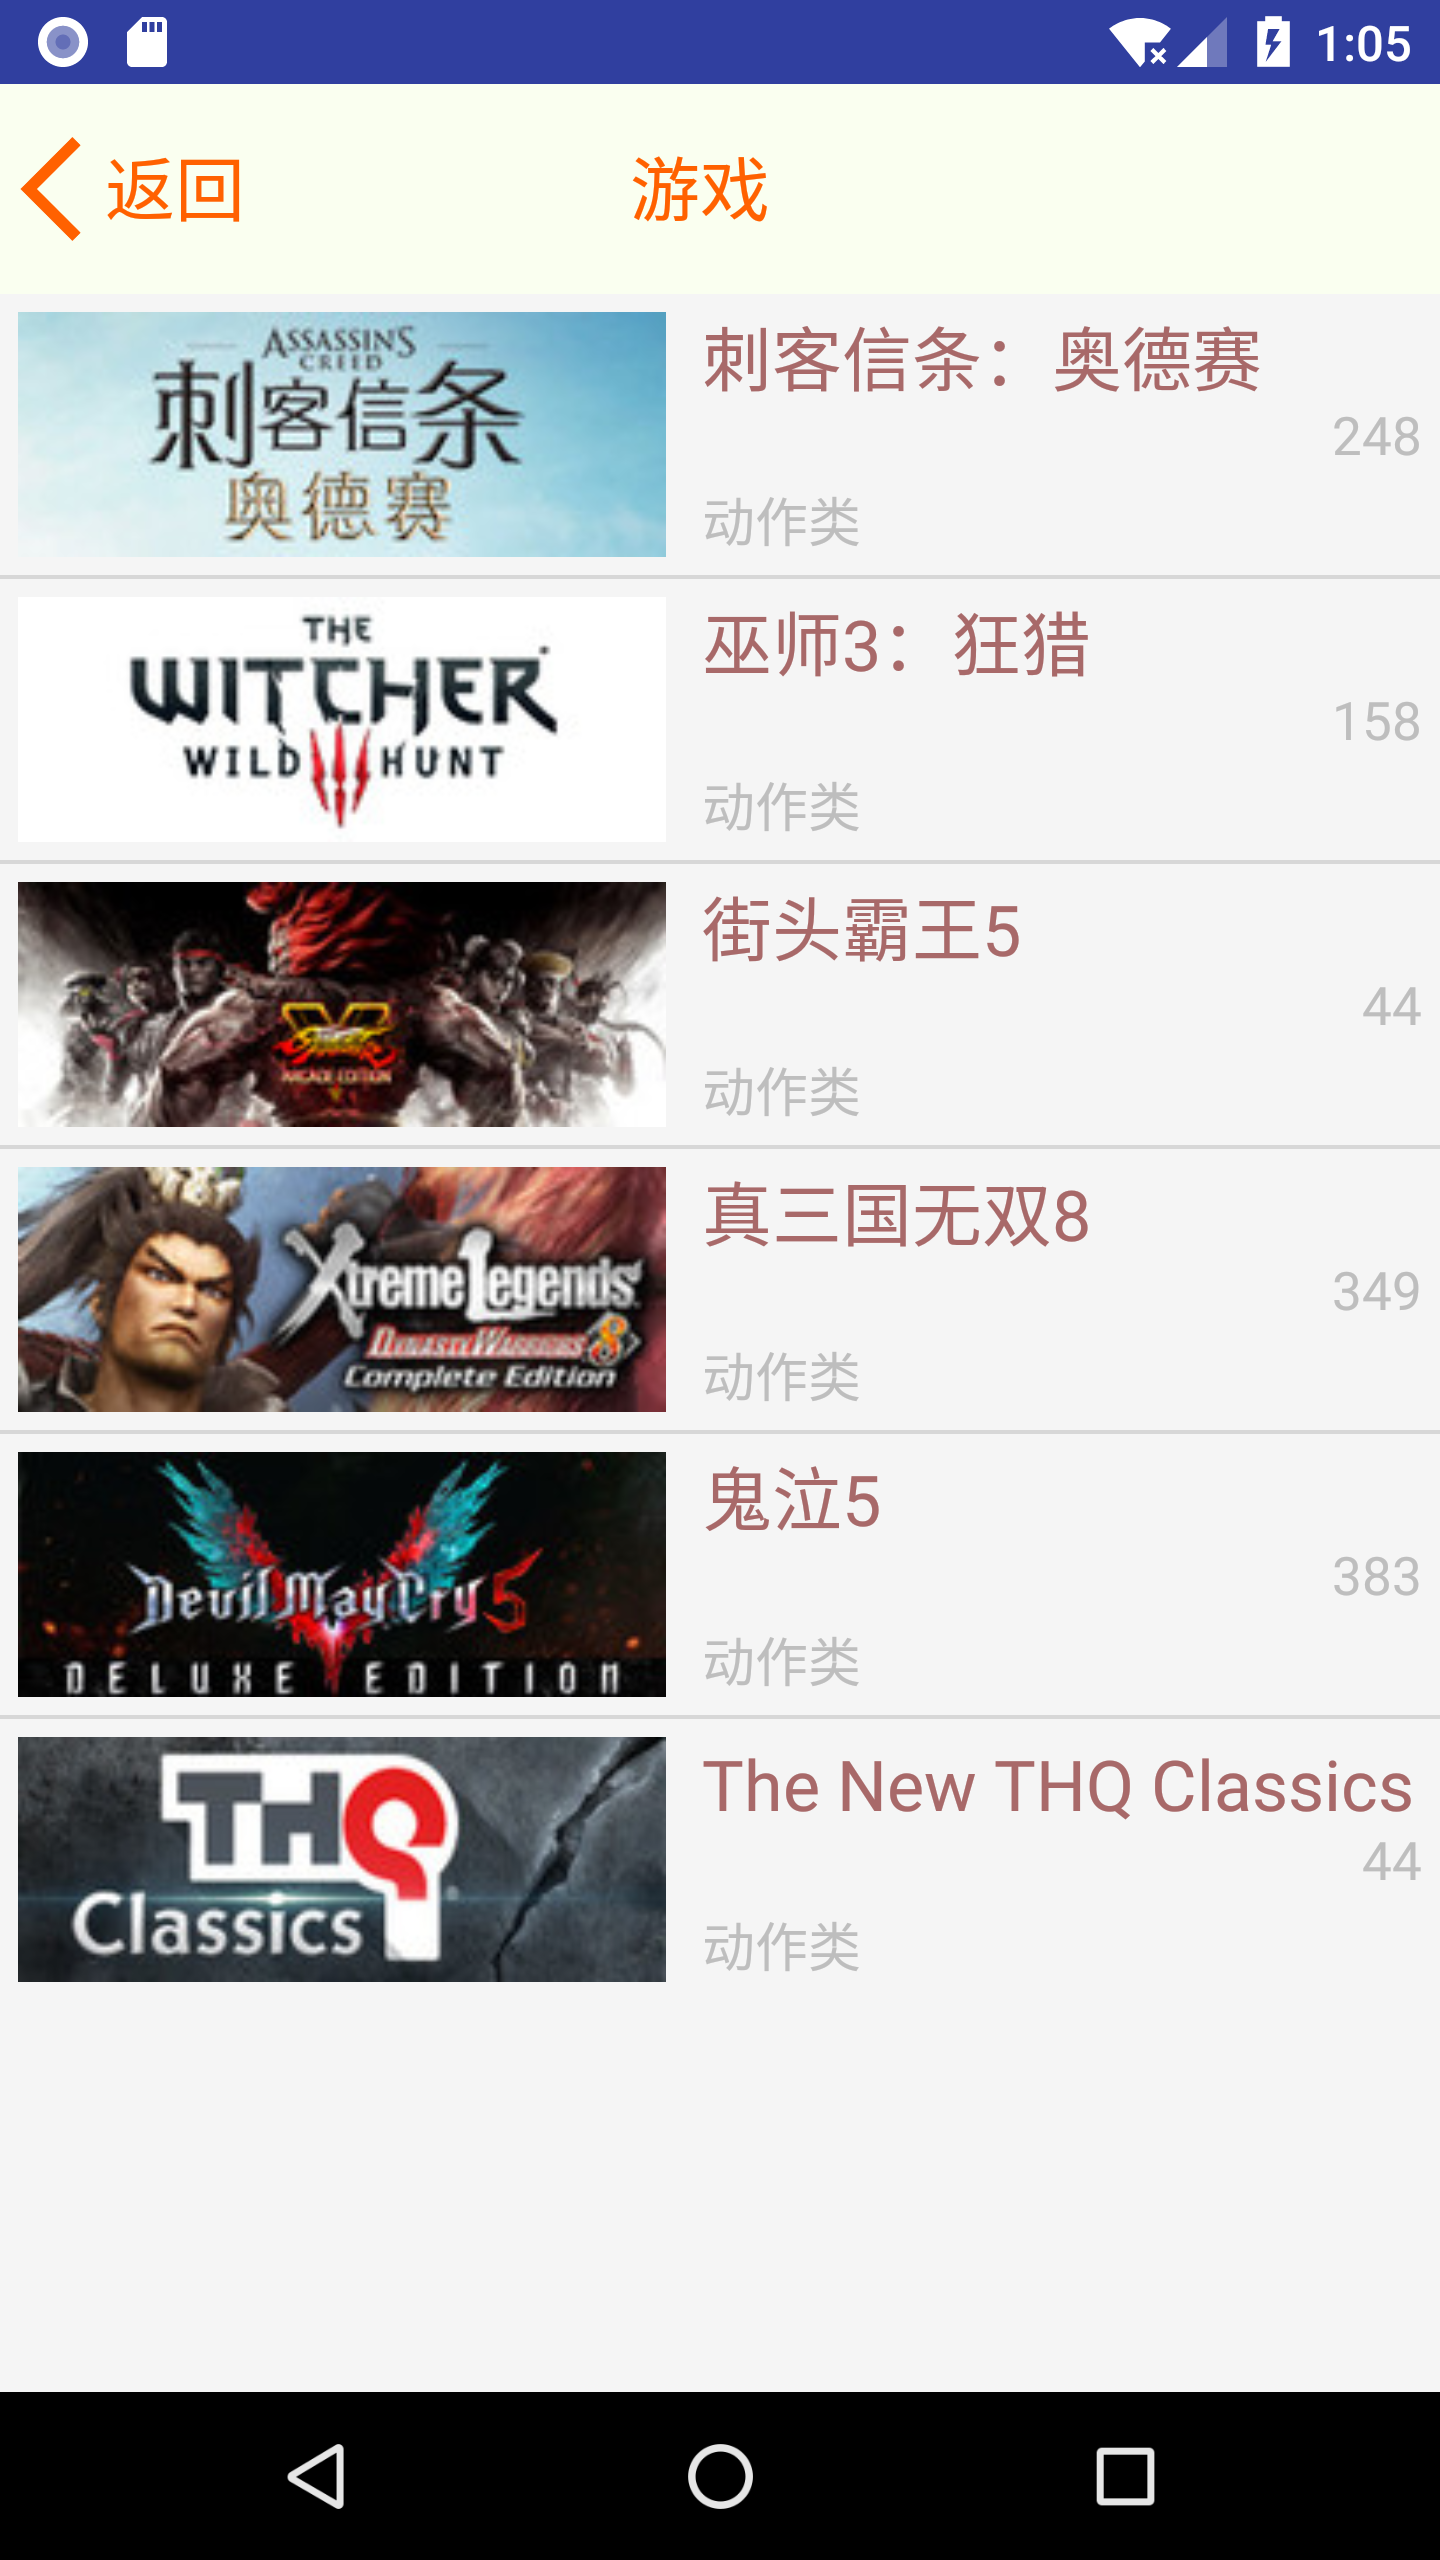 1:05
返回
游戏
ASSASSIN'S
CREED
刺客信条
奥德赛
刺客信条：奥德赛
248
动作类
THE
WITCHER
WILD HUNT
巫师3：狂猎
158
动作类
ARCADE EDITION
街头霸王5
44
动作类
Xtreme Legends
DYNASTY WARRIORS 8
Complete Edition
真三国无双8
349
动作类
Devil May Cry 5
DELUXE EDITION
鬼泣5
383
动作类
THQ
Classics
The New THQ Classics
44
动作类